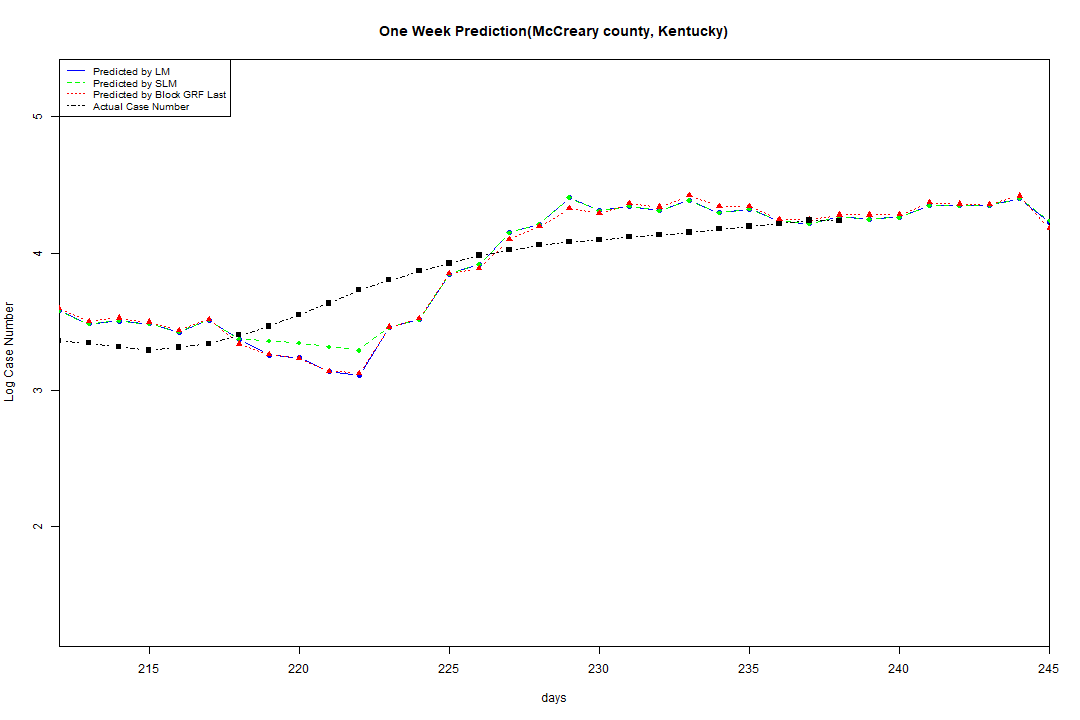 One Week Prediction(McCreary county, Kentucky)
Predicted by LM
Predicted by SLM
Predicted by Block GRF Last
Actual Case Number
5
4
3
2
Log Case Number
215 220 225 230 235 240 245
days